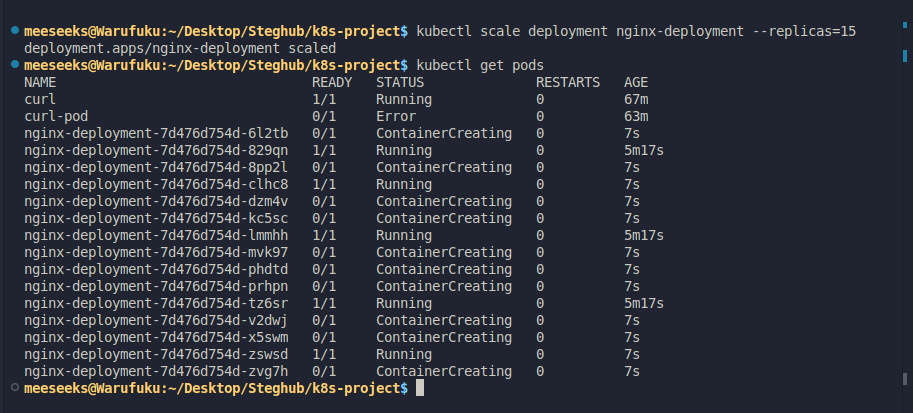 meeseeks@Warufuku:~/Desktop/Steghub/k8s-project$ kubectl scale deployment nginx-deployment --replicas=15
deployment.apps/nginx-deployment scaled
meeseeks@Warufuku:~/Desktop/Steghub/k8s-project$ kubectl get pods
NAME READY STATUS RESTARTS AGE
curl 1/1 Running 0 67m
curl-pod 0/1 Error 0 63m
nginx-deployment-7d476d754d-6l2tb 0/1 ContainerCreating 0 7s
nginx-deployment-7d476d754d-829qn 1/1 Running 0 5m17s
nginx-deployment-7d476d754d-8pp2l 0/1 ContainerCreating 0 7s
nginx-deployment-7d476d754d-clhc8 1/1 Running 0 7s
nginx-deployment-7d476d754d-dzm4v 0/1 ContainerCreating 0 7s
nginx-deployment-7d476d754d-kc5sc 0/1 ContainerCreating 0 7s
nginx-deployment-7d476d754d-lmmhh 1/1 Running 0 5m17s
nginx-deployment-7d476d754d-mvk97 0/1 ContainerCreating 0 7s
nginx-deployment-7d476d754d-phdtd 0/1 ContainerCreating 0 7s
nginx-deployment-7d476d754d-prhpn 0/1 ContainerCreating 0 7s
nginx-deployment-7d476d754d-tz6sr 1/1 Running 0 5m17s
nginx-deployment-7d476d754d-v2dwj 0/1 ContainerCreating 0 7s
nginx-deployment-7d476d754d-x5swm 0/1 ContainerCreating 0 7s
nginx-deployment-7d476d754d-zswsd 1/1 Running 0 7s
nginx-deployment-7d476d754d-zvg7h 0/1 ContainerCreating 0 7s
meeseeks@Warufuku:~/Desktop/Steghub/k8s-project$